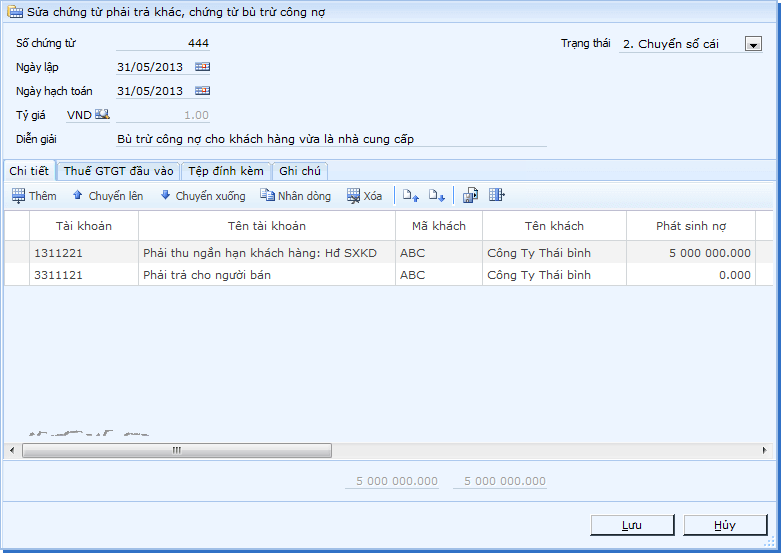 Sửa chứng từ phải trả khác, chứng từ bù trừ công nợ
Số chứng từ 444 Trạng thái 2. Chuyển sổ cái
Ngày lập 31/05/2013
Ngày hạch toán 31/05/2013
Tỷ giá VND 1.00
Diễn giải Bù trừ công nợ cho khách hàng vừa là nhà cung cấp
Chi tiết Thuế GTGT đầu vào Tệp đính kèm Ghi chú
Thêm Chuyển lên Chuyển xuống Nhân dòng Xóa
Tài khoản Tên tài khoản Mã khách Tên khách Phát sinh nợ
1311221 Phải thu ngắn hạn khách hàng: Hđ SXKD ABC Công Ty Thái bình 5 000 000.000
3311121 Phải trả cho người bán ABC Công Ty Thái bình 0.000
5 000 000.000 5 000 000.000
Lưu Hủy